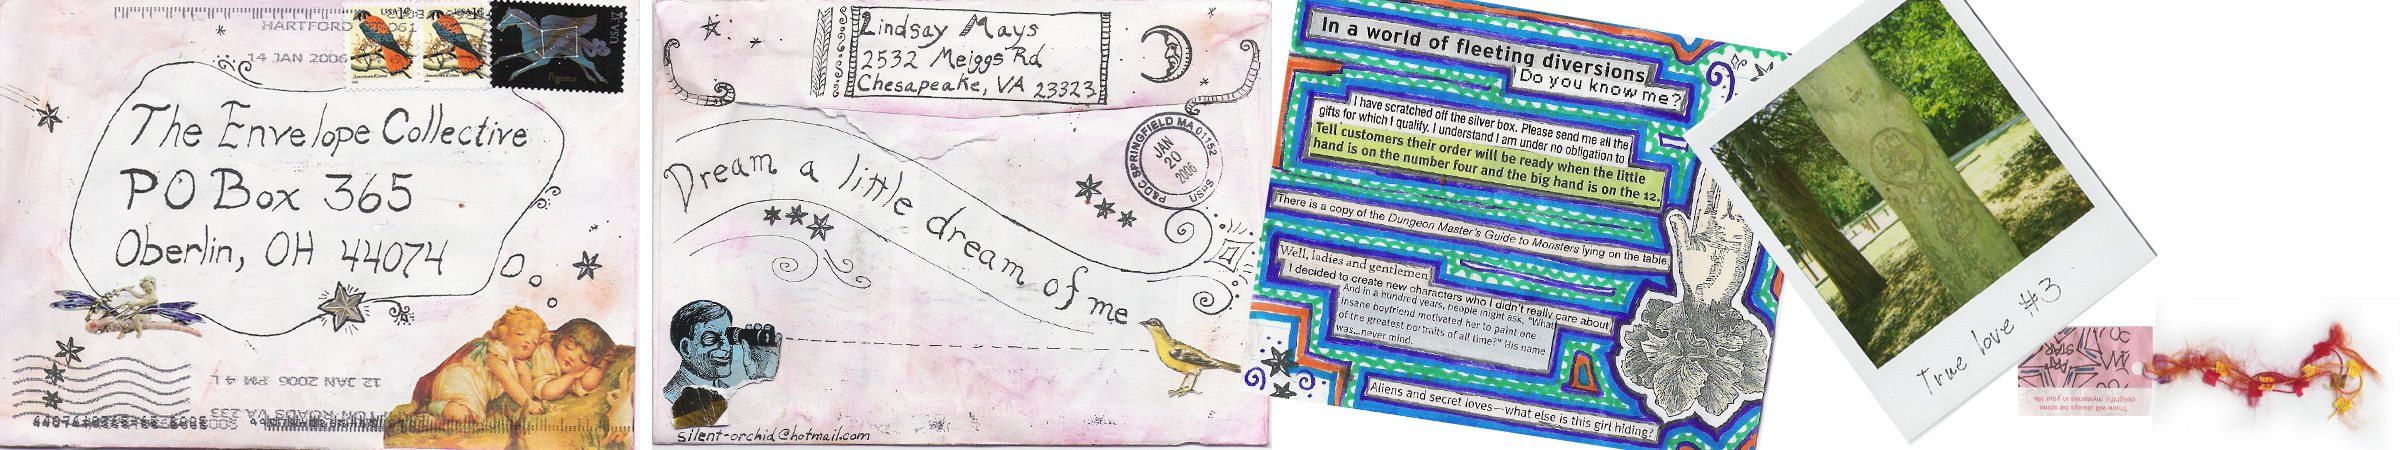 HARTFORD 061
14 JAN 2006
USA 1c
American Kestrel
USA 1c
American Kestrel
USA 37
Pegasus
The Envelope Collective
PO Box 365
Oberlin, OH 44074
12 JAN 2006 PM 4 L
Lindsay Mays
2532 Meiggs Rd
Chesapeake, VA 23323
P&DC SPRINGFIELD MA 01152
JAN
20
2006
USPS
Dream a little dream of me
silent-orchid@hotmail.com
In a world of fleeting diversions
Do you know me?
I have scratched off the silver box. Please send me all the
gifts for which I qualify. I understand I am under no obligation to
Tell customers their order will be ready when the little
hand is on the number four and the big hand is on the 12.
There is a copy of the Dungeon Master's Guide to Monsters lying on the table
Well, ladies and gentlemen
I decided to create new characters who I didn't really care about
And in a hundred years, people might ask, "What
insane boyfriend motivated her to paint one
of the greatest portraits of all time?" His name
was...never mind.
Aliens and secret loves—what else is this girl hiding?
True love #3
ART
STAR
There will always be some
delightful mysteries in your life